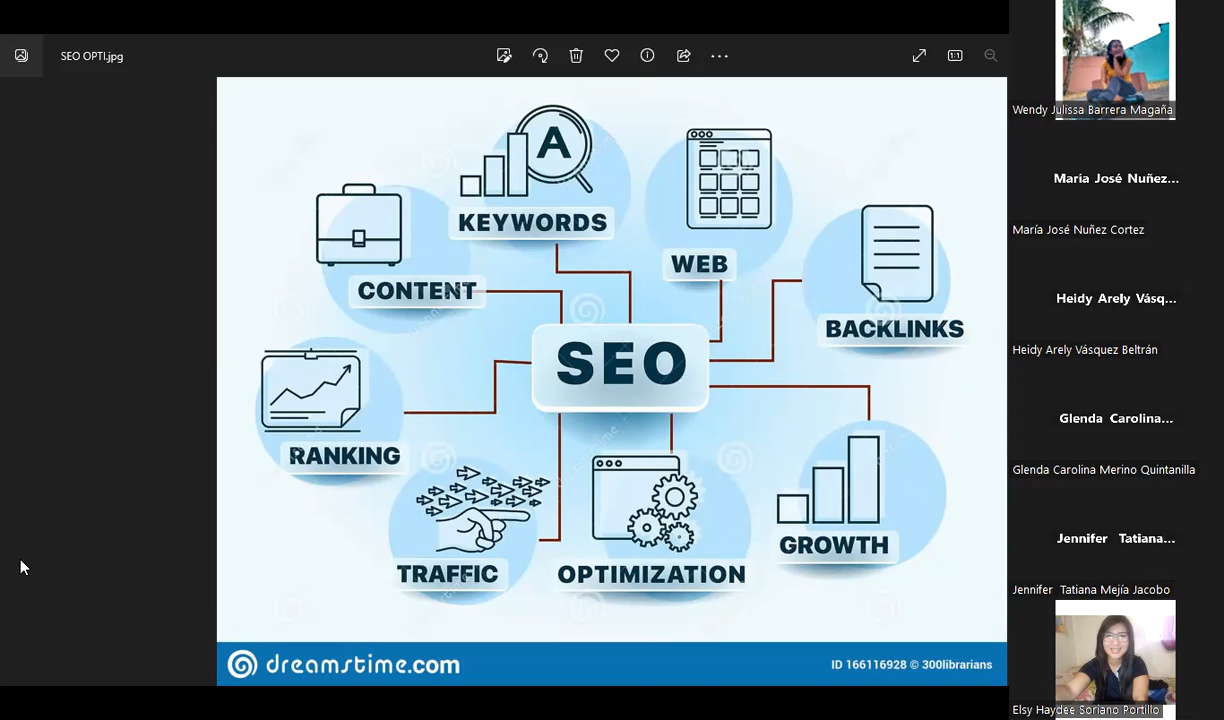 SEO OPTI.jpg
A
KEYWORDS
WEB
CONTENT
BACKLINKS
SEO
RANKING
TRAFFIC
OPTIMIZATION
GROWTH
dreamstime.com
ID 166116928 © 300librarians
1:1
Wendy Julissa Barrera Magaña
María José Nuñez...
María José Nuñez Cortez
Heidy Arely Vásq...
Heidy Arely Vásquez Beltrán
Glenda Carolina...
Glenda Carolina Merino Quintanilla
Jennifer Tatiana...
Jennifer Tatiana Mejía Jacobo
Elsy Haydee Soriano Portillo